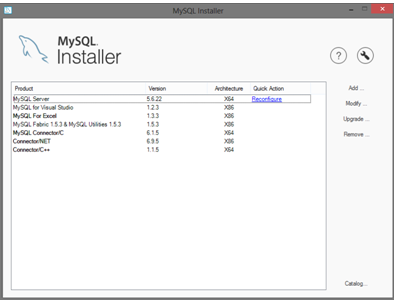 MySQL Installer
MySQL.
Installer
?
Product Version Architecture Quick Action
MySQL Server 5.6.22 X64 Reconfigure
MySQL for Visual Studio 1.2.3 X86
MySQL For Excel 1.3.3 X86
MySQL Fabric 1.5.3 & MySQL Utilities 1.5.3 1.5.3 X86
MySQL Connector/C 6.1.5 X64
Connector/NET 6.9.5 X86
Connector/C++ 1.1.5 X64
Add ...
Modify ...
Upgrade ...
Remove ...
Catalog...